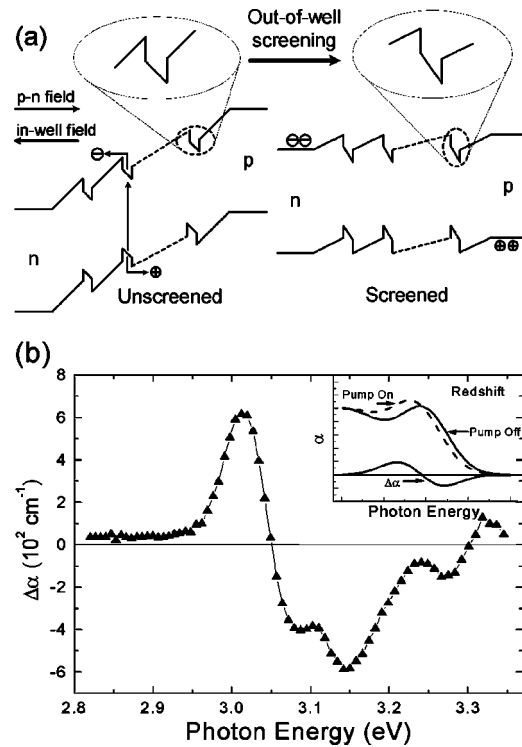 (a)
Out-of-well
screening
p-n field
in-well field
⊖
p
n
⊕
Unscreened
⊖⊖
n
p
⊕⊕
Screened
(b)
Δα (10² cm⁻¹)
6
4
2
0
-2
-4
-6
2.8 2.9 3.0 3.1 3.2 3.3
Photon Energy (eV)
Pump On
Redshift
Pump Off
α
Δα
Photon Energy